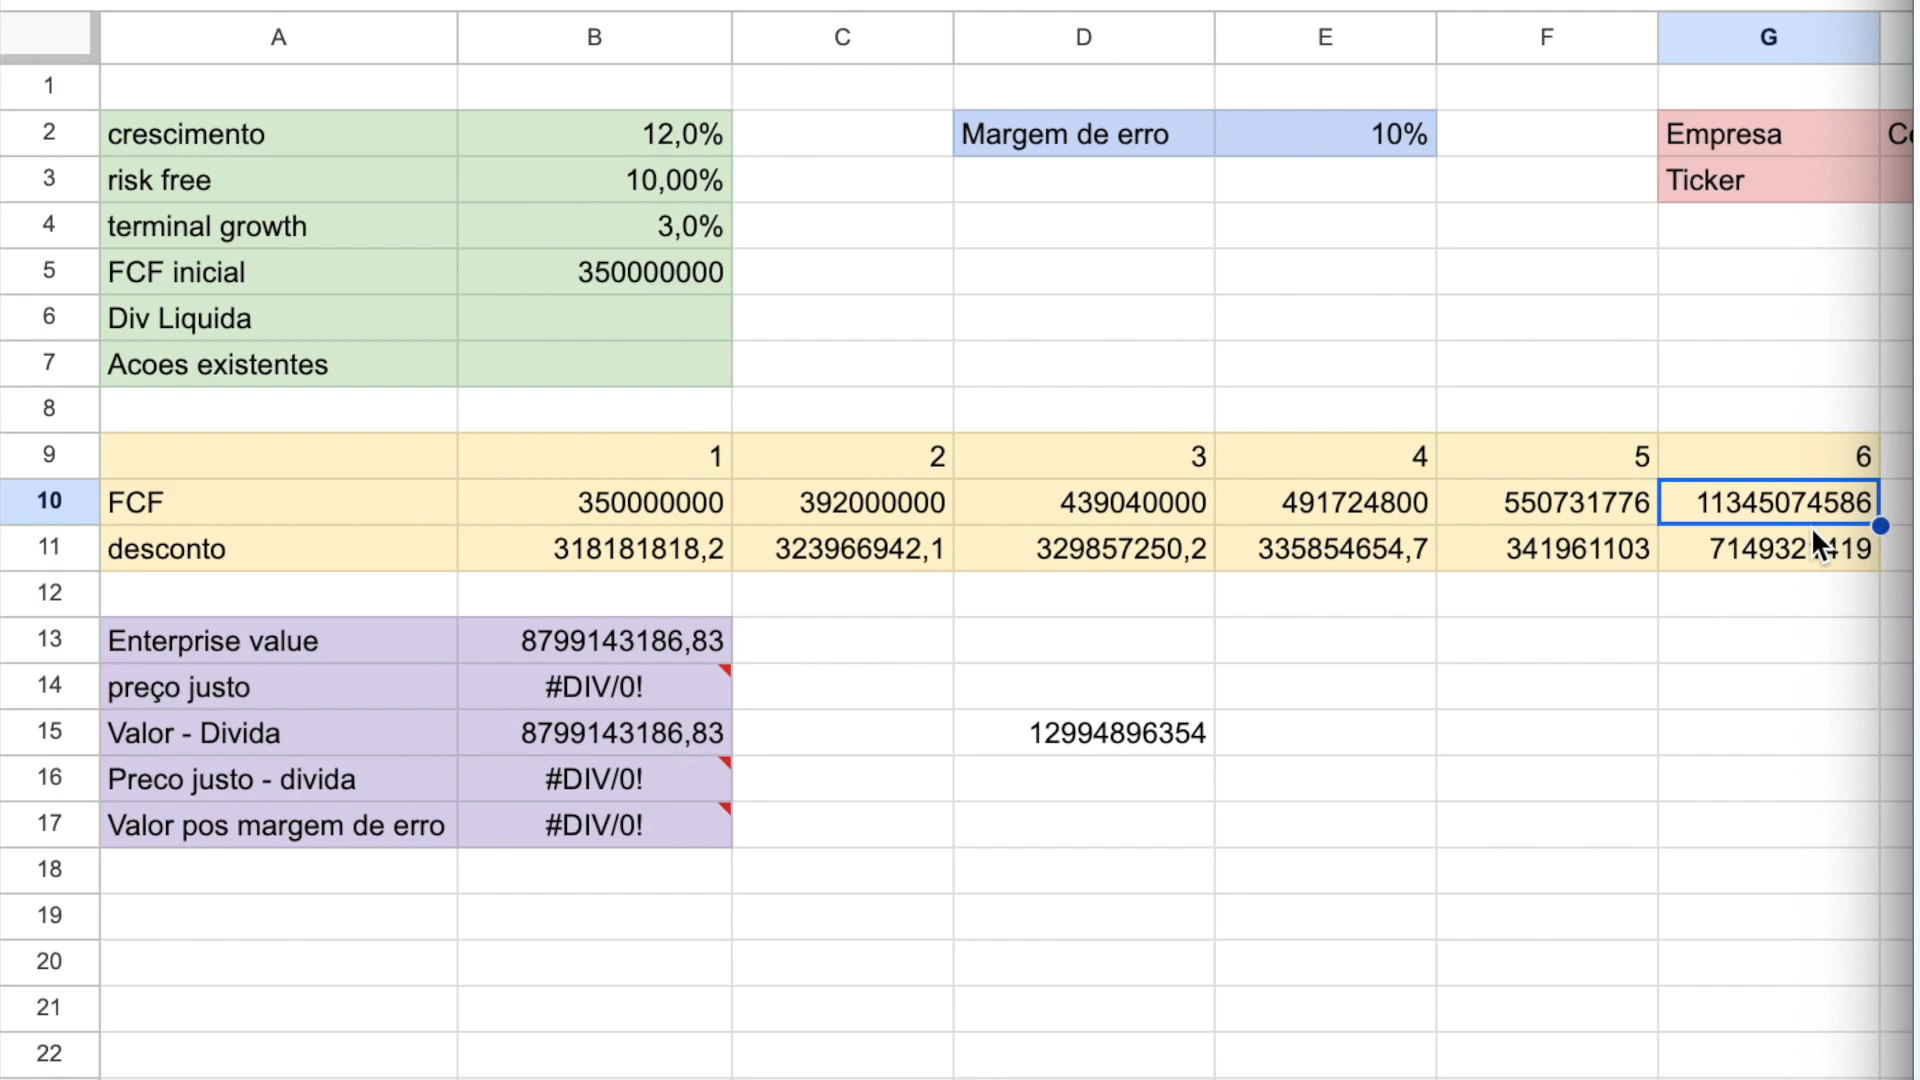 A B C D E F G
1
2 crescimento 12,0% Margem de erro 10% Empresa
3 risk free 10,00% Ticker
4 terminal growth 3,0%
5 FCF inicial 350000000
6 Div Liquida
7 Acoes existentes
8
9 1 2 3 4 5 6
10 FCF 350000000 392000000 439040000 491724800 550731776 11345074586
11 desconto 318181818,2 323966942,1 329857250,2 335854654,7 341961103
12
13 Enterprise value 8799143186,83
14 preço justo #DIV/0!
15 Valor - Divida 8799143186,83 12994896354
16 Preco justo - divida #DIV/0!
17 Valor pos margem de erro #DIV/0!
18
19
20
21
22